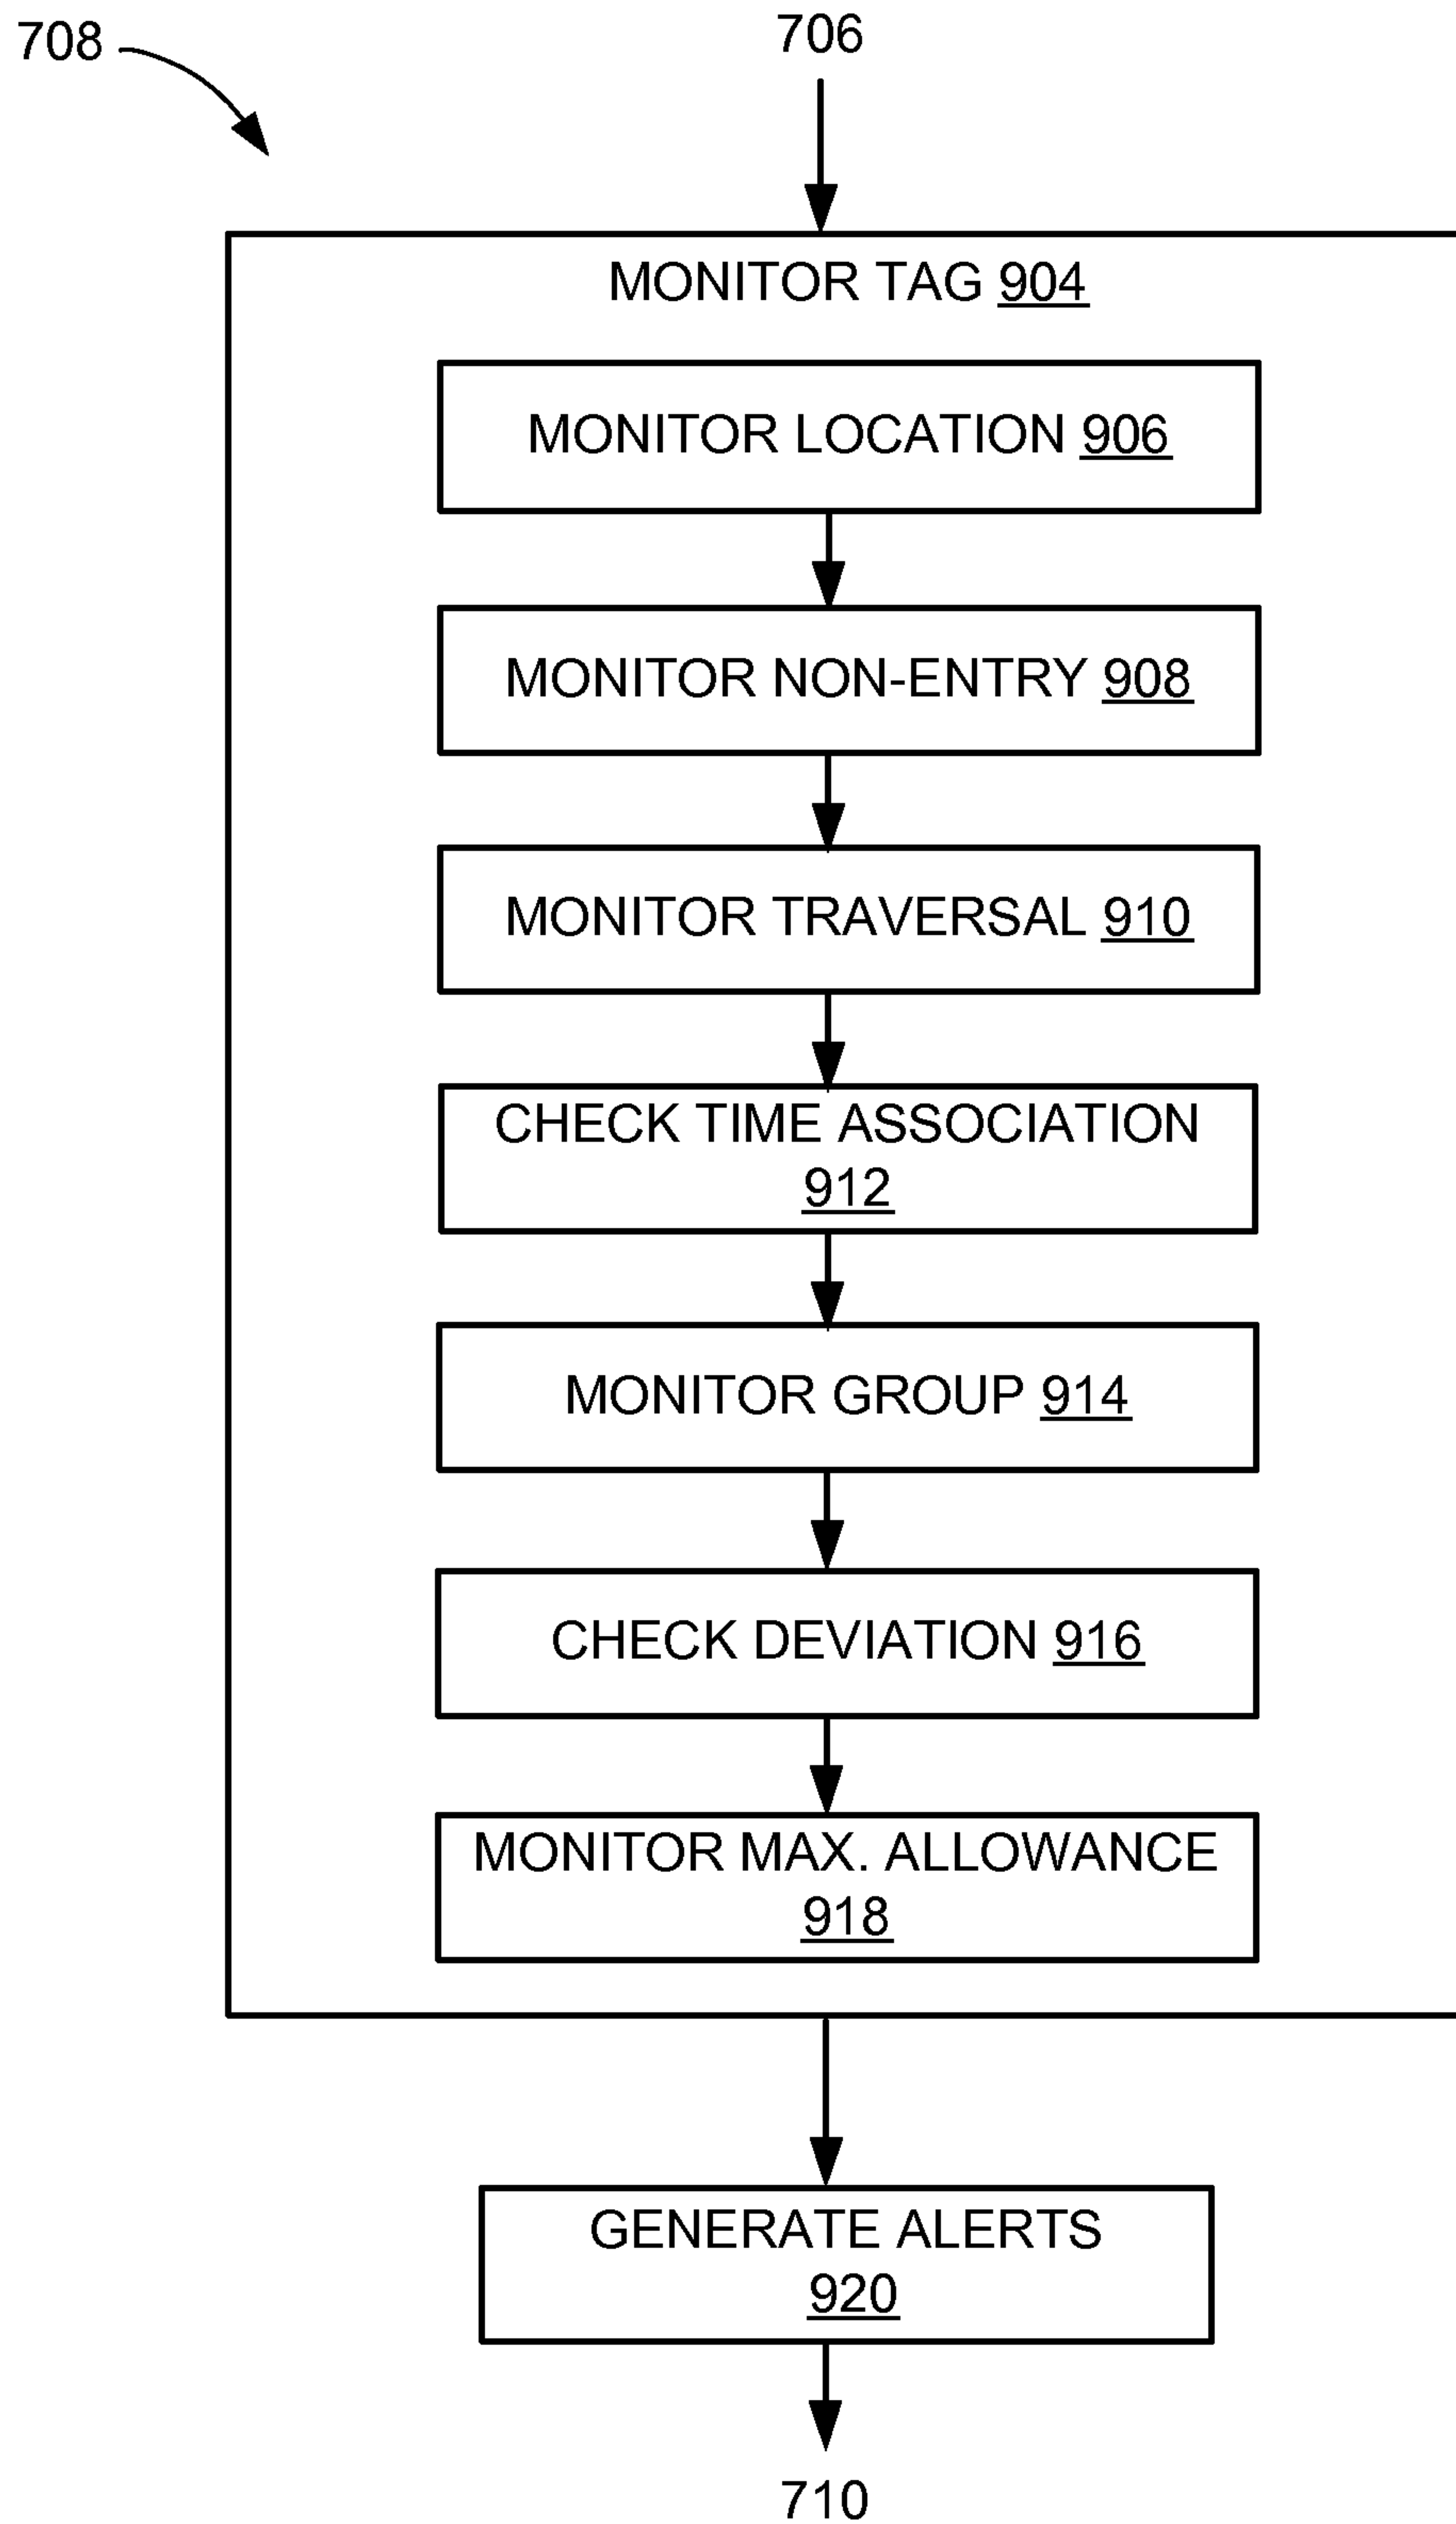 708
706
MONITOR TAG 904
MONITOR LOCATION 906
MONITOR NON-ENTRY 908
MONITOR TRAVERSAL 910
CHECK TIME ASSOCIATION
912
MONITOR GROUP 914
CHECK DEVIATION 916
MONITOR MAX. ALLOWANCE
918
GENERATE ALERTS
920
710